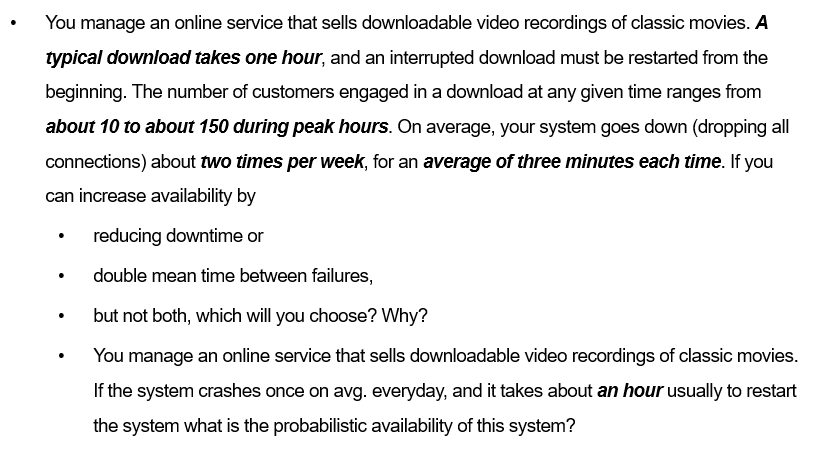 • You manage an online service that sells downloadable video recordings of classic movies. A
typical download takes one hour, and an interrupted download must be restarted from the
beginning. The number of customers engaged in a download at any given time ranges from
about 10 to about 150 during peak hours. On average, your system goes down (dropping all
connections) about two times per week, for an average of three minutes each time. If you
can increase availability by
• reducing downtime or
• double mean time between failures,
• but not both, which will you choose? Why?
• You manage an online service that sells downloadable video recordings of classic movies.
If the system crashes once on avg. everyday, and it takes about an hour usually to restart
the system what is the probabilistic availability of this system?